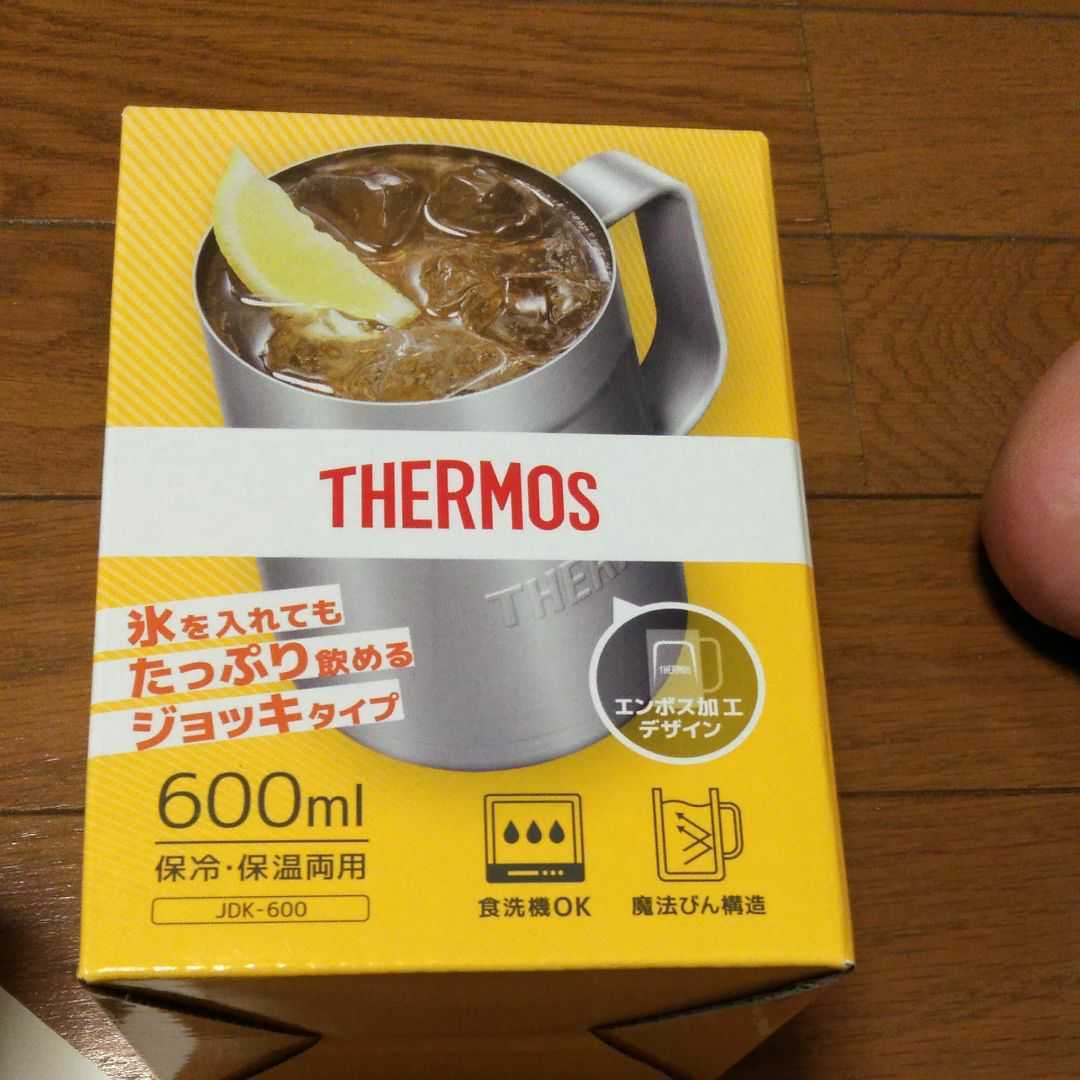 THERMOS
THER
氷を入れても
たっぷり飲める
ジョッキタイプ
THERMOS
エンボス加工
デザイン
600ml
保冷・保温両用
JDK-600
食洗機OK
魔法びん構造